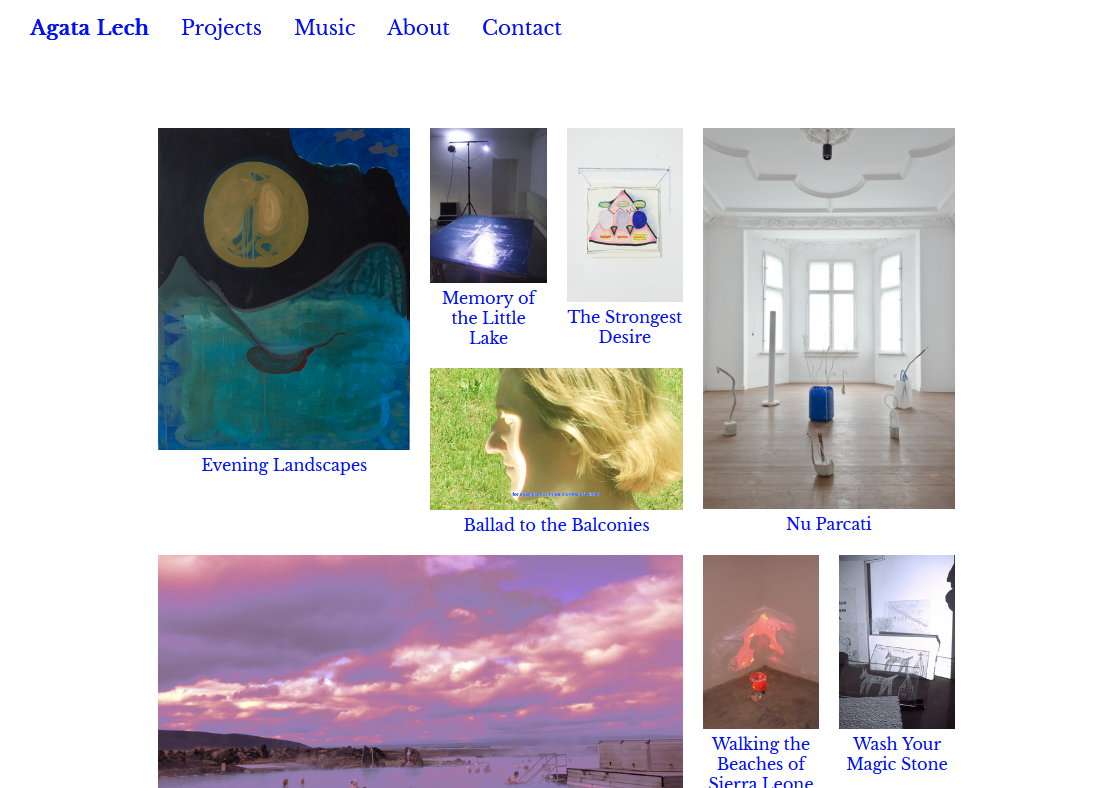 Agata Lech Projects Music About Contact
Evening Landscapes
Memory of
the Little
Lake
The Strongest
Desire
Ballad to the Balconies
Nu Parcati
Walking the
Beaches of
Sierra Leone
Wash Your
Magic Stone